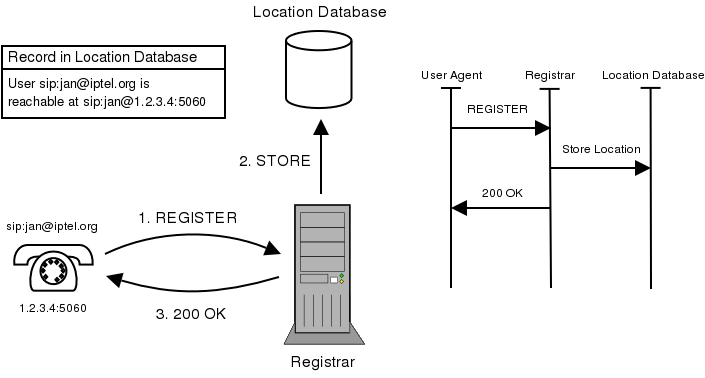 Location Database
Record in Location Database
User sip:jan@iptel.org is
reachable at sip:jan@1.2.3.4:5060
2. STORE
sip:jan@iptel.org
1. REGISTER
1.2.3.4:5060
3. 200 OK
Registrar
User Agent
Registrar
Location Database
REGISTER
Store Location
200 OK